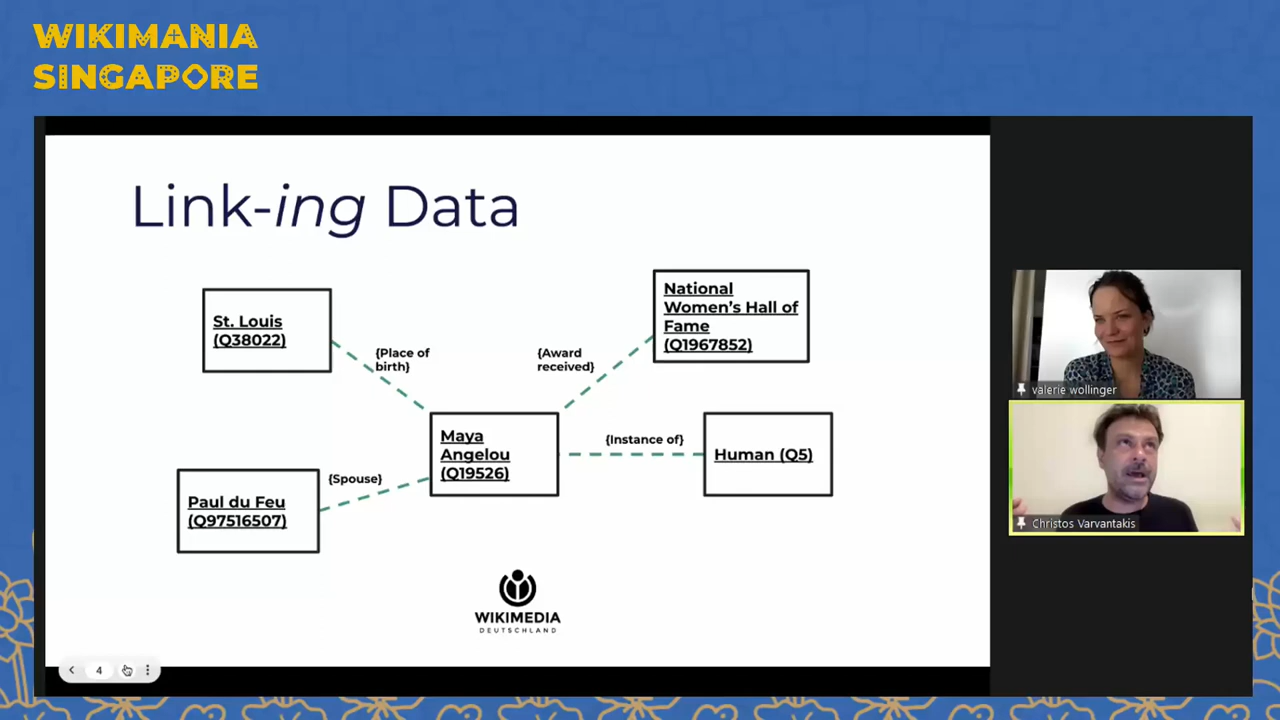 WIKIMANIA
SINGAPORE
Link-ing Data
St. Louis
(Q38022)
{Place of
birth}
{Award
received}
National
Women's Hall of
Fame
(Q1967852)
Maya
Angelou
(Q19526)
{Instance of}
Human (Q5)
{Spouse}
Paul du Feu
(Q97516507)
WIKIMEDIA
DEUTSCHLAND
4
valerie wollinger
Christos Varvantakis